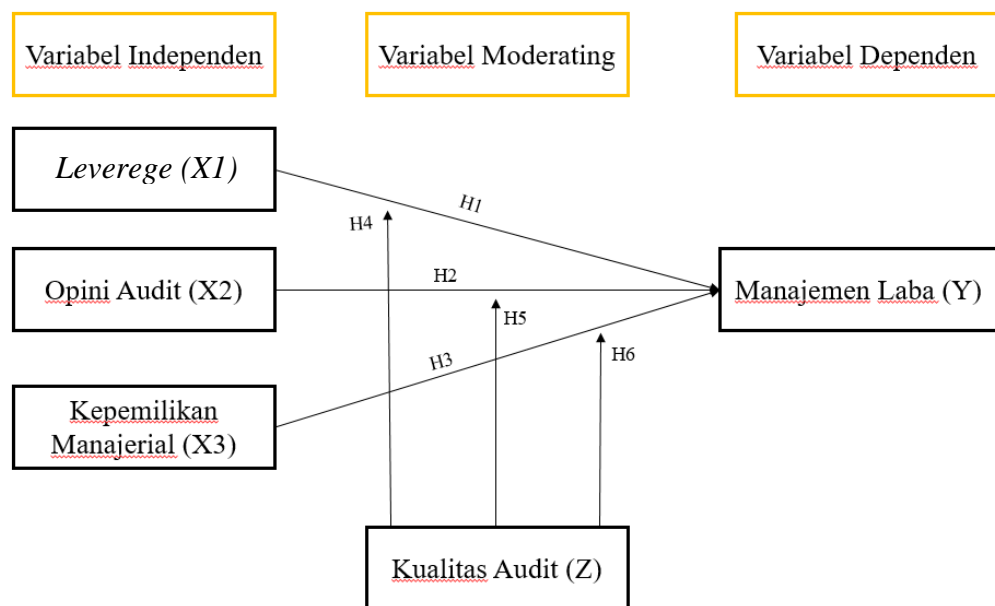 Variabel Independen
Variabel Moderating
Variabel Dependen
Leverege (X1)
H1
H4
Opini Audit (X2)
H2
Manajemen Laba (Y)
H5
H3
H6
Kepemilikan
Manajerial (X3)
Kualitas Audit (Z)